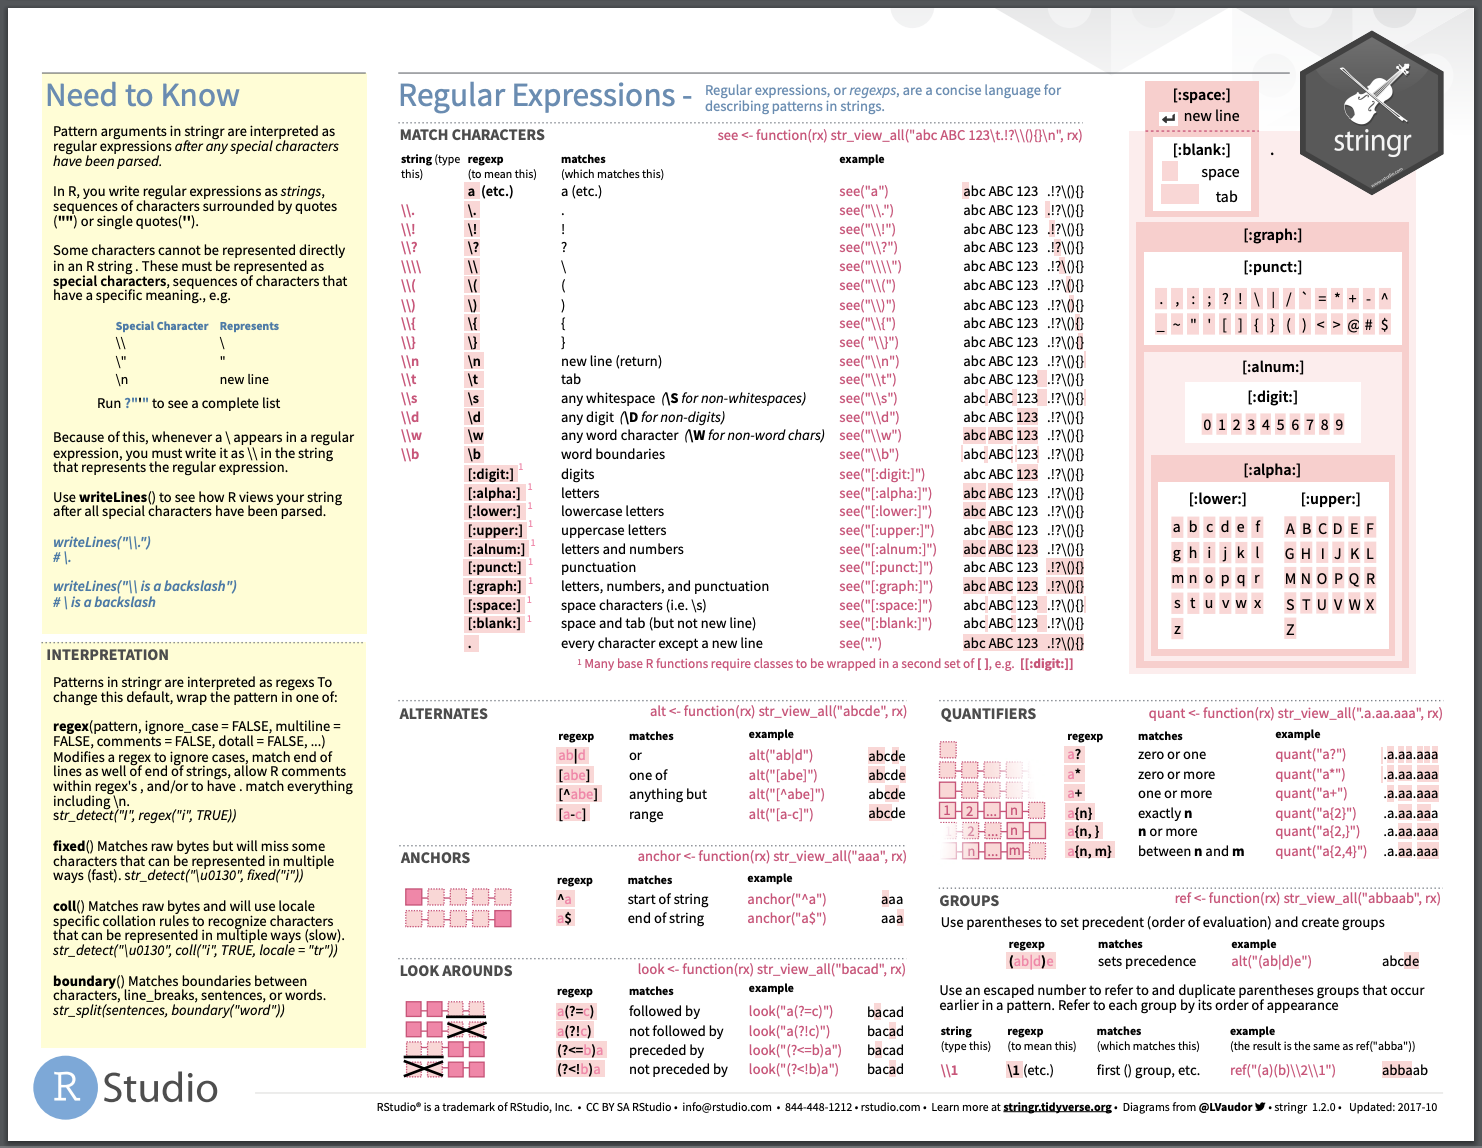 Need to Know
Pattern arguments in stringr are interpreted as
regular expressions after any special characters
have been parsed.
In R, you write regular expressions as strings,
sequences of characters surrounded by quotes
("") or single quotes('').
Some characters cannot be represented directly
in an R string . These must be represented as
special characters, sequences of characters that
have a specific meaning., e.g.
Special Character Represents
\\ \
\" "
\n new line
Run ?"'" to see a complete list
Because of this, whenever a \ appears in a regular
expression, you must write it as \\ in the string
that represents the regular expression.
Use writeLines() to see how R views your string
after all special characters have been parsed.
writeLines("\\.")
# \.
writeLines("\\ is a backslash")
# \ is a backslash
INTERPRETATION
Patterns in stringr are interpreted as regexs To
change this default, wrap the pattern in one of:
regex(pattern, ignore_case = FALSE, multiline =
FALSE, comments = FALSE, dotall = FALSE, ...)
Modifies a regex to ignore cases, match end of
lines as well of end of strings, allow R comments
within regex's , and/or to have . match everything
including \n.
str_detect("I", regex("i", TRUE))
fixed() Matches raw bytes but will miss some
characters that can be represented in multiple
ways (fast). str_detect("\u0130", fixed("i"))
coll() Matches raw bytes and will use locale
specific collation rules to recognize characters
that can be represented in multiple ways (slow).
str_detect("\u0130", coll("i", TRUE, locale = "tr"))
boundary() Matches boundaries between
characters, line_breaks, sentences, or words.
str_split(sentences, boundary("word"))
Regular Expressions - Regular expressions, or regexps, are a concise language for
describing patterns in strings.
MATCH CHARACTERS see <- function(rx) str_view_all("abc ABC 123\t.!?\\(){}\n", rx)
string (type regexp matches example
this) (to mean this) (which matches this)
a (etc.) a (etc.) see("a") abc ABC 123 .!?\(){}
\\. \. . see("\\.") abc ABC 123 .!?\(){}
\\! \! ! see("\\!") abc ABC 123 .!?\(){}
\\? \? ? see("\\?") abc ABC 123 .!?\(){}
\\\\ \\ \ see("\\\\") abc ABC 123 .!?\(){}
\\( \( ( see("\\(") abc ABC 123 .!?\(){}
\\) \) ) see("\\)") abc ABC 123 .!?\(){}
\\{ \{ { see("\\{") abc ABC 123 .!?\(){}
\\} \} } see( "\\}") abc ABC 123 .!?\(){}
\\n \n new line (return) see("\\n") abc ABC 123 .!?\(){}
\\t \t tab see("\\t") abc ABC 123 .!?\(){}
\\s \s any whitespace (\S for non-whitespaces) see("\\s") abc ABC 123 .!?\(){}
\\d \d any digit (\D for non-digits) see("\\d") abc ABC 123 .!?\(){}
\\w \w any word character (\W for non-word chars) see("\\w") abc ABC 123 .!?\(){}
\\b \b word boundaries see("\\b") abc ABC 123 .!?\(){}
[:digit:] 1 digits see("[:digit:]") abc ABC 123 .!?\(){}
[:alpha:] 1 letters see("[:alpha:]") abc ABC 123 .!?\(){}
[:lower:] 1 lowercase letters see("[:lower:]") abc ABC 123 .!?\(){}
[:upper:] 1 uppercase letters see("[:upper:]") abc ABC 123 .!?\(){}
[:alnum:] 1 letters and numbers see("[:alnum:]") abc ABC 123 .!?\(){}
[:punct:] 1 punctuation see("[:punct:]") abc ABC 123 .!?\(){}
[:graph:] 1 letters, numbers, and punctuation see("[:graph:]") abc ABC 123 .!?\(){}
[:space:] 1 space characters (i.e. \s) see("[:space:]") abc ABC 123 .!?\(){}
[:blank:] 1 space and tab (but not new line) see("[:blank:]") abc ABC 123 .!?\(){}
. every character except a new line see(".") abc ABC 123 .!?\(){}
1 Many base R functions require classes to be wrapped in a second set of [ ], e.g. [[:digit:]]
[:space:]
new line
[:blank:] .
space
tab
[:graph:]
[:punct:]
. , : ; ? ! \ | / ` = * + - ^
_ ~ " ' [ ] { } ( ) < > @ # $
[:alnum:]
[:digit:]
0 1 2 3 4 5 6 7 8 9
[:alpha:]
[:lower:] [:upper:]
a b c d e f A B C D E F
g h i j k l G H I J K L
m n o p q r M N O P Q R
s t u v w x S T U V W X
z Z
stringr
ALTERNATES alt <- function(rx) str_view_all("abcde", rx)
regexp matches example
ab|d or alt("ab|d") abcde
[abe] one of alt("[abe]") abcde
[^abe] anything but alt("[^abe]") abcde
[a-c] range alt("[a-c]") abcde
ANCHORS anchor <- function(rx) str_view_all("aaa", rx)
regexp matches example
^a start of string anchor("^a") aaa
a$ end of string anchor("a$") aaa
LOOK AROUNDS look <- function(rx) str_view_all("bacad", rx)
regexp matches example
a(?=c) followed by look("a(?=c)") bacad
a(?!c) not followed by look("a(?!c)") bacad
(?<=b)a preceded by look("(?<=b)a") bacad
(?<!b)a not preceded by look("(?<!b)a") bacad
QUANTIFIERS quant <- function(rx) str_view_all(".a.aa.aaa", rx)
regexp matches example
a? zero or one quant("a?") .a.aa.aaa
a* zero or more quant("a*") .a.aa.aaa
a+ one or more quant("a+") .a.aa.aaa
1 2 ... n a{n} exactly n quant("a{2}") .a.aa.aaa
1 2 ... n a{n, } n or more quant("a{2,}") .a.aa.aaa
n ... m a{n, m} between n and m quant("a{2,4}") .a.aa.aaa
GROUPS ref <- function(rx) str_view_all("abbaab", rx)
Use parentheses to set precedent (order of evaluation) and create groups
regexp matches example
(ab|d)e sets precedence alt("(ab|d)e") abcde
Use an escaped number to refer to and duplicate parentheses groups that occur
earlier in a pattern. Refer to each group by its order of appearance
string regexp matches example
(type this) (to mean this) (which matches this) (the result is the same as ref("abba"))
\\1 \1 (etc.) first () group, etc. ref("(a)(b)\\2\\1") abbaab
R Studio
RStudio® is a trademark of RStudio, Inc. • CC BY SA RStudio • info@rstudio.com • 844-448-1212 • rstudio.com • Learn more at stringr.tidyverse.org • Diagrams from @LVaudor • stringr 1.2.0 • Updated: 2017-10